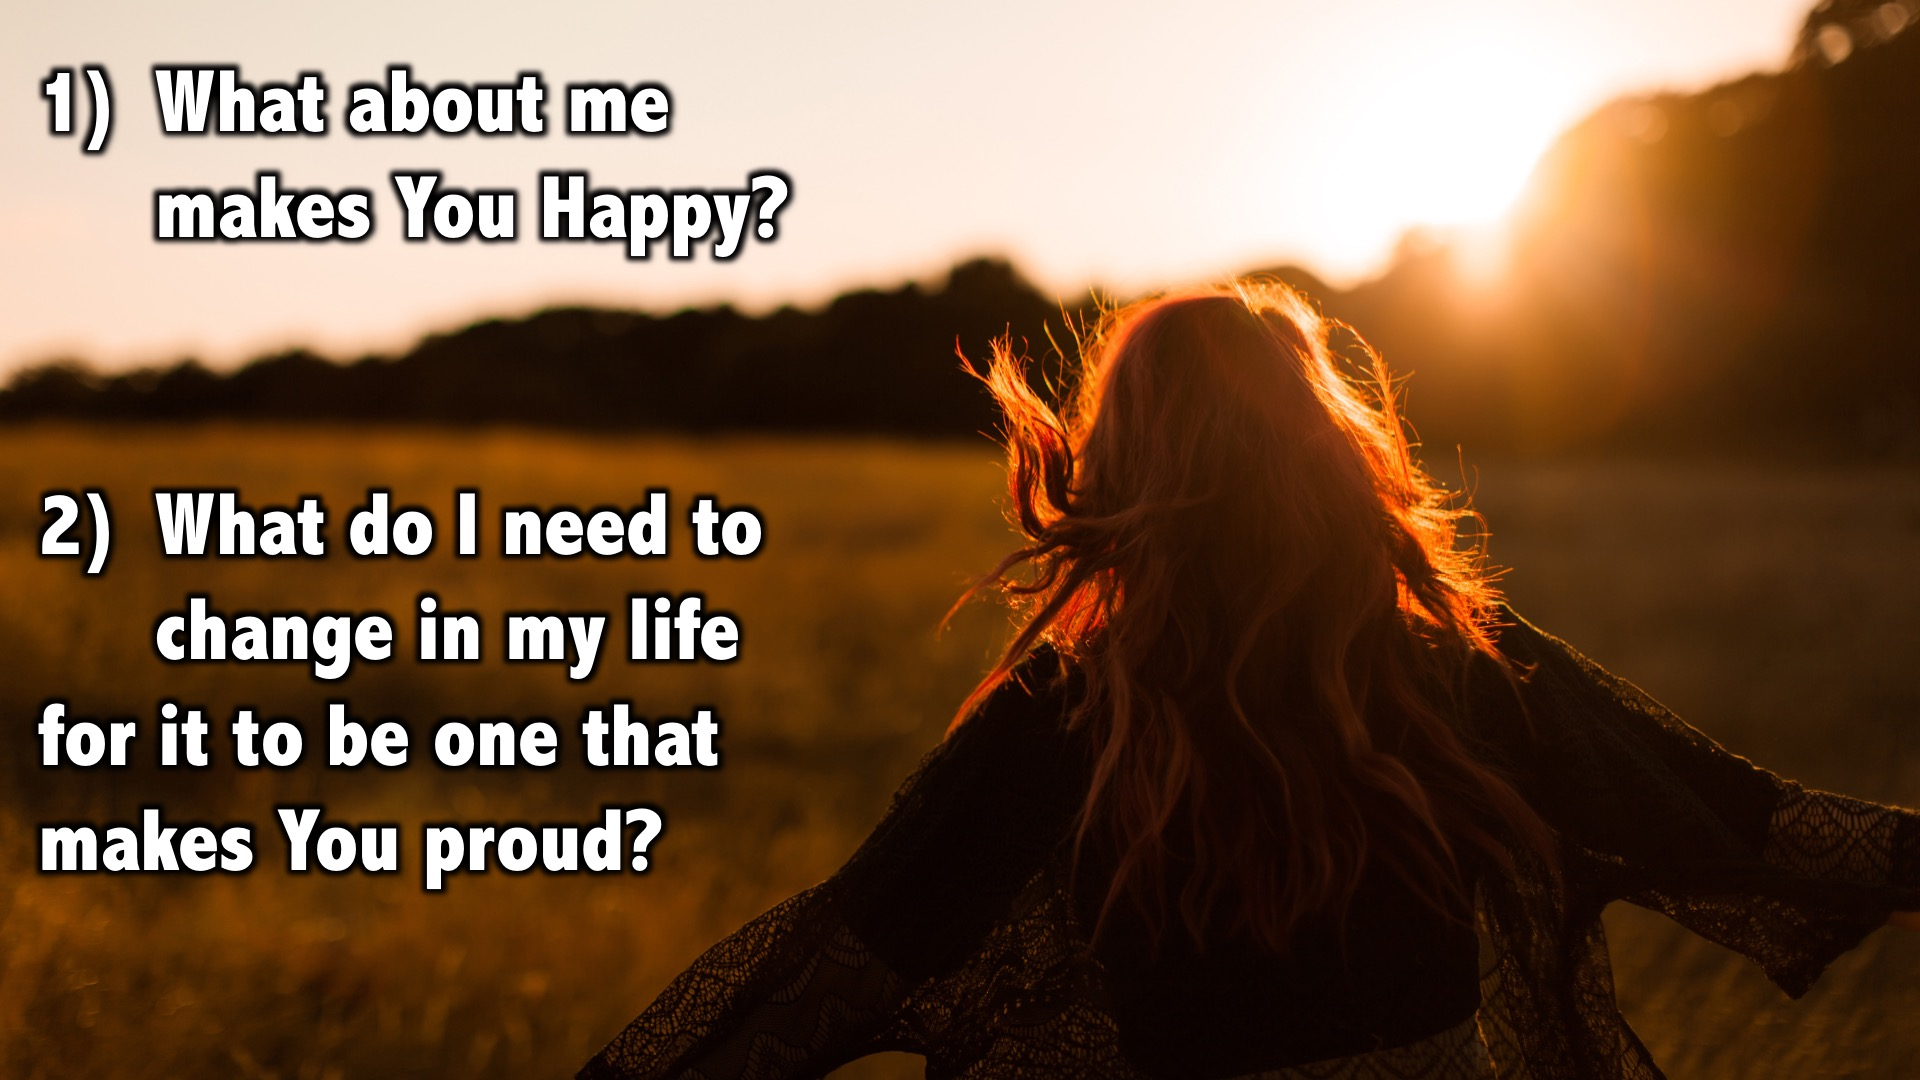 1) What about me
makes You Happy?
2) What do I need to
change in my life
for it to be one that
makes You proud?